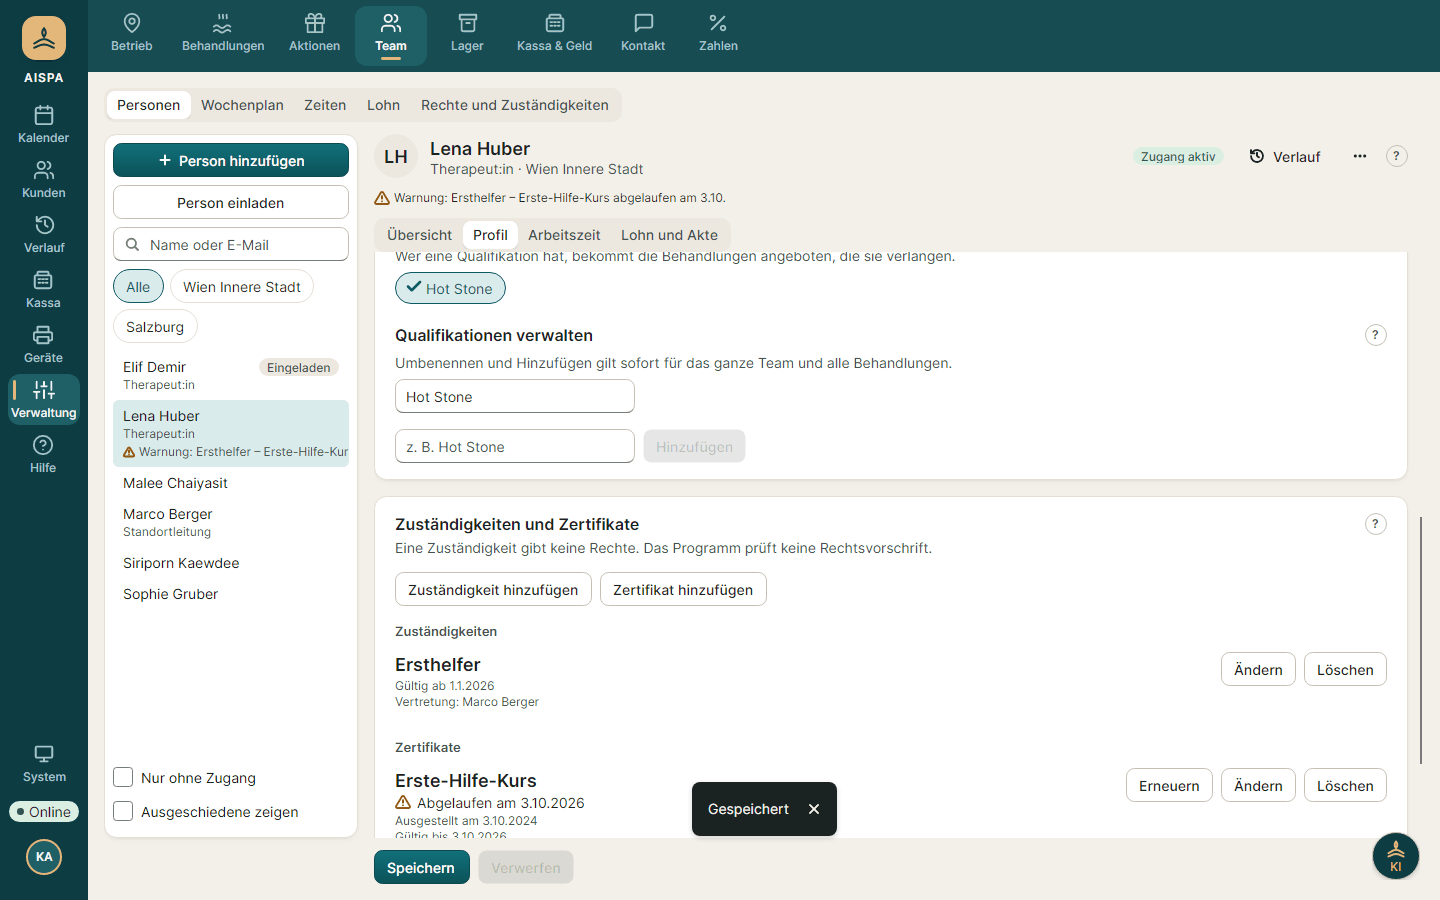 AISPA
Kalender
Kunden
Verlauf
Kassa
Geräte
Verwaltung
Hilfe
System
Online
KA
Betrieb
Behandlungen
Aktionen
Team
Lager
Kassa & Geld
Kontakt
Zahlen
Personen
Wochenplan
Zeiten
Lohn
Rechte und Zuständigkeiten
+ Person hinzufügen
Person einladen
Name oder E-Mail
Alle
Wien Innere Stadt
Salzburg
Elif Demir
Eingeladen
Therapeut:in
Lena Huber
Therapeut:in
Warnung: Ersthelfer – Erste-Hilfe-Kur
Malee Chaiyasit
Marco Berger
Standortleitung
Siriporn Kaewdee
Sophie Gruber
Nur ohne Zugang
Ausgeschiedene zeigen
LH
Lena Huber
Therapeut:in · Wien Innere Stadt
Zugang aktiv
Verlauf
?
Warnung: Ersthelfer – Erste-Hilfe-Kurs abgelaufen am 3.10.
Übersicht
Profil
Arbeitszeit
Lohn und Akte
Wer eine Qualifikation hat, bekommt die Behandlungen angeboten, die sie verlangen.
Hot Stone
Qualifikationen verwalten
?
Umbenennen und Hinzufügen gilt sofort für das ganze Team und alle Behandlungen.
Hot Stone
z. B. Hot Stone
Hinzufügen
Zuständigkeiten und Zertifikate
?
Eine Zuständigkeit gibt keine Rechte. Das Programm prüft keine Rechtsvorschrift.
Zuständigkeit hinzufügen
Zertifikat hinzufügen
Zuständigkeiten
Ersthelfer
Gültig ab 1.1.2026
Vertretung: Marco Berger
Ändern
Löschen
Zertifikate
Erste-Hilfe-Kurs
Abgelaufen am 3.10.2026
Ausgestellt am 3.10.2024
Gültig bis 3.10.2026
Erneuern
Ändern
Löschen
Gespeichert
Speichern
Verwerfen
KI